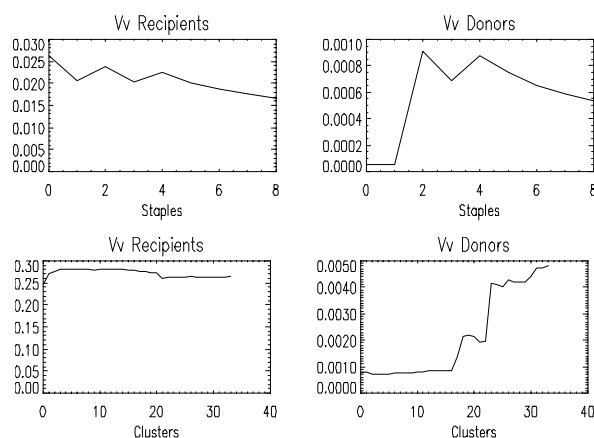 Vv Recipients
0.030
0.025
0.020
0.015
0.010
0.005
0.000
0 2 4 6 8
Staples
Vv Donors
0.0010
0.0008
0.0006
0.0004
0.0002
0.0000
0 2 4 6 8
Staples
Vv Recipients
0.30
0.25
0.20
0.15
0.10
0.05
0.00
0 10 20 30 40
Clusters
Vv Donors
0.0050
0.0040
0.0030
0.0020
0.0010
0.0000
0 10 20 30 40
Clusters